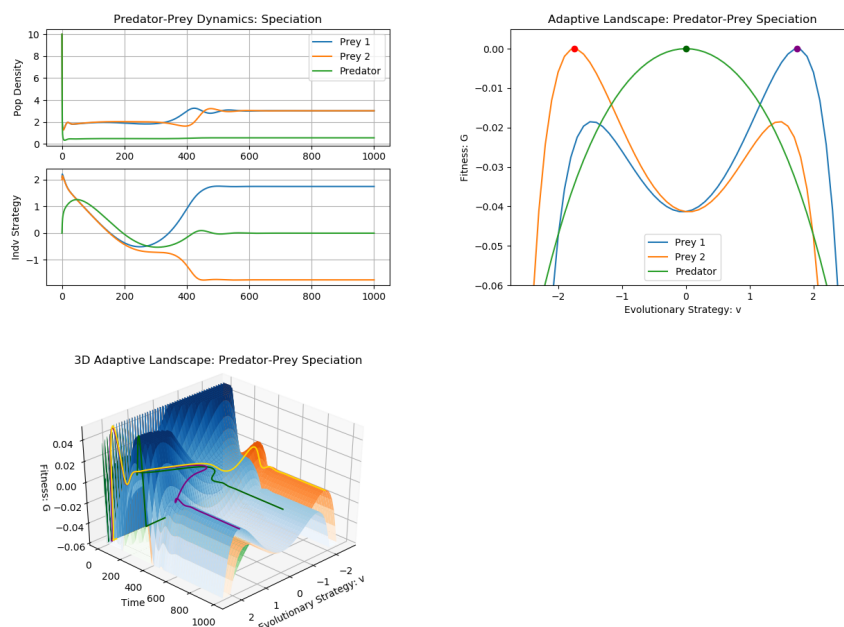 Predator-Prey Dynamics: Speciation
10
8
6
4
2
0
Pop Density
Prey 1
Prey 2
Predator
0 200 400 600 800 1000
2
1
0
−1
Indv Strategy
0 200 400 600 800 1000
Adaptive Landscape: Predator-Prey Speciation
0.00
−0.01
−0.02
−0.03
−0.04
−0.05
−0.06
Fitness: G
Prey 1
Prey 2
Predator
−2 −1 0 1 2
Evolutionary Strategy: v
3D Adaptive Landscape: Predator-Prey Speciation
0.04
0.02
0.00
−0.02
−0.04
−0.06
Fitness: G
0 200 400 600 800 1000
Time
2 1 0 −1 −2
Evolutionary Strategy: v